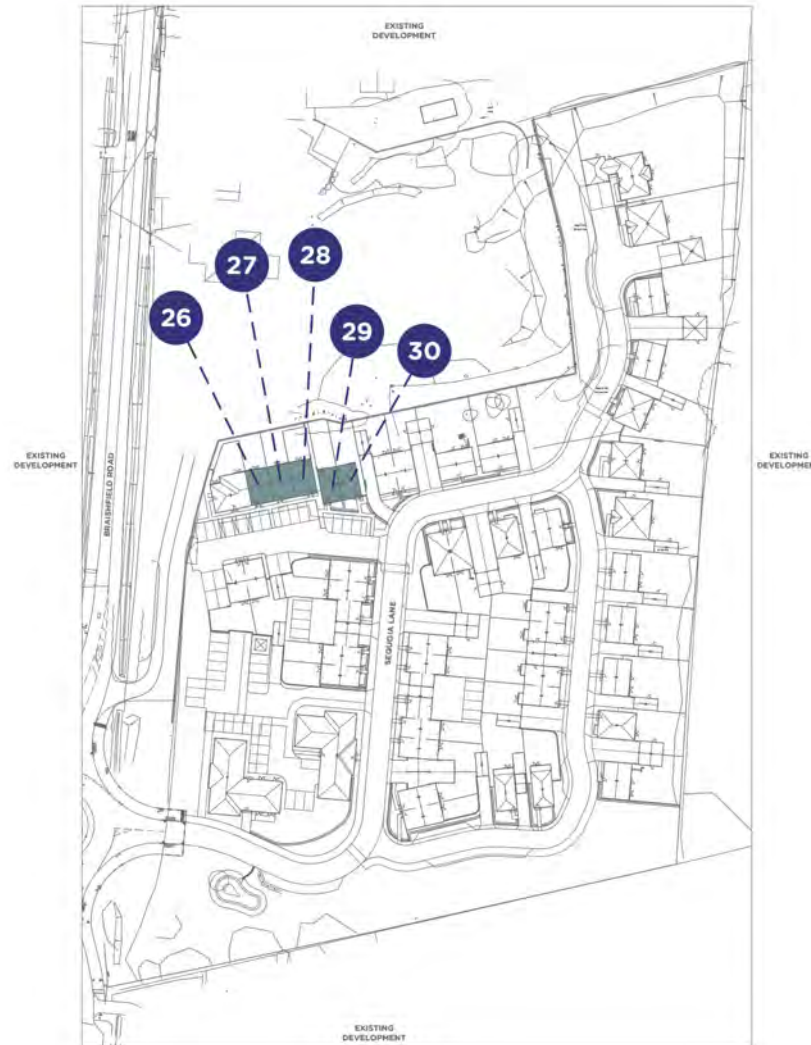 EXISTING
DEVELOPMENT
28
27
26
29
30
EXISTING
DEVELOPMENT
BRAISHFIELD ROAD
EXISTING
DEVELOPMENT
SEQUOIA LANE
EXISTING
DEVELOPMENT